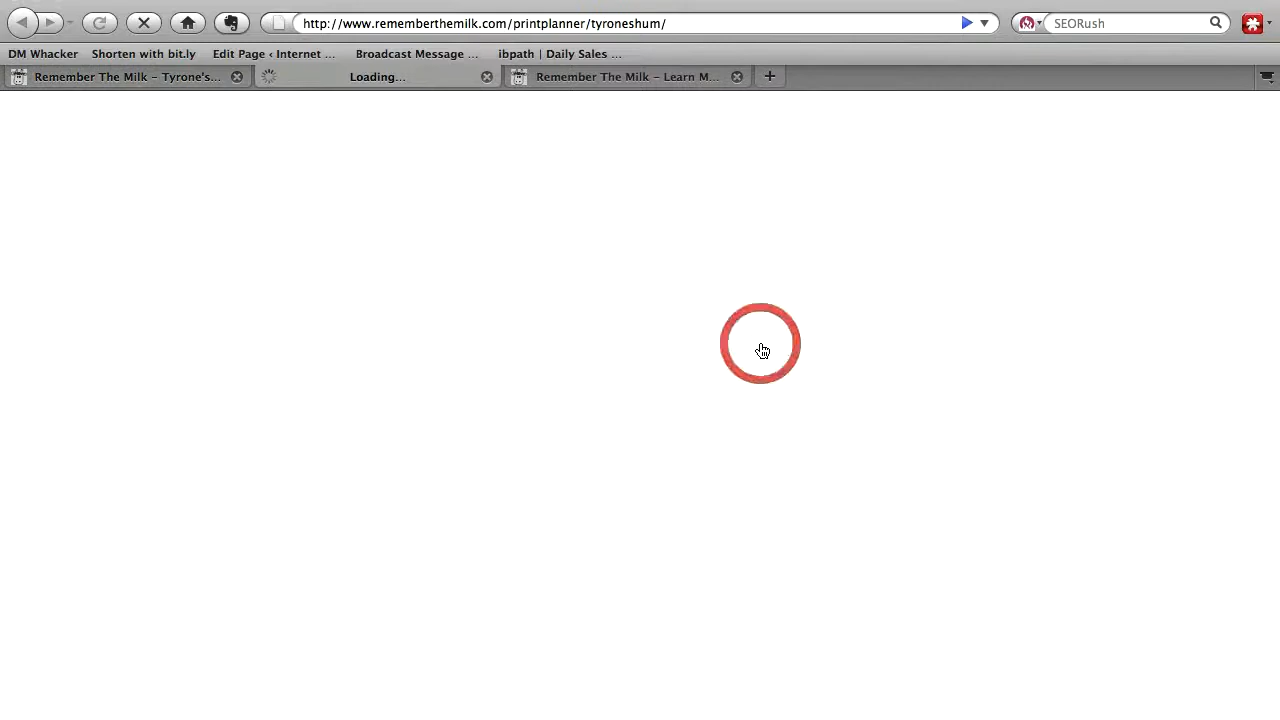 http://www.rememberthemilk.com/printplanner/tyroneshum/
SEORush
DM Whacker Shorten with bit.ly Edit Page ‹ Internet ... Broadcast Message ... ibpath | Daily Sales ...
Remember The Milk – Tyrone's... Loading... Remember The Milk – Learn M...